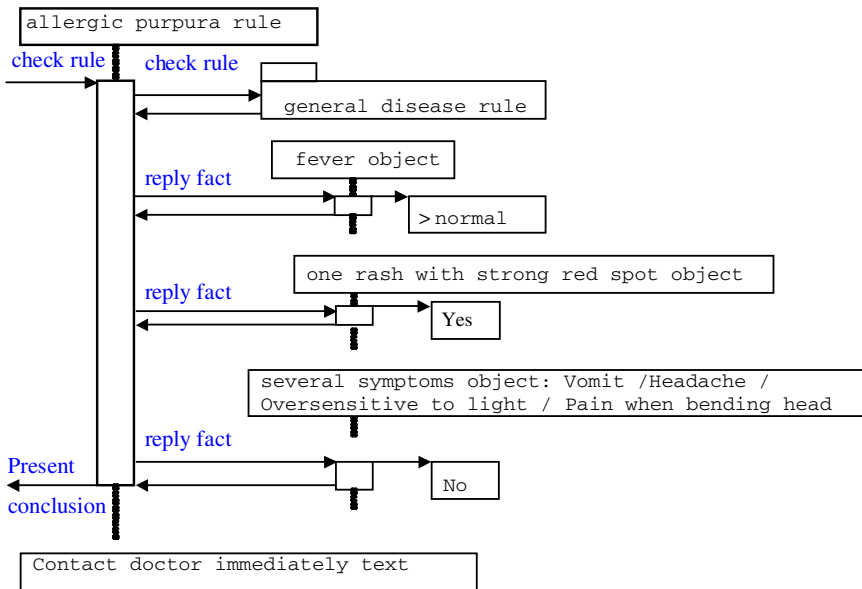 allergic purpura rule
check rule
check rule
general disease rule
fever object
reply fact
>normal
one rash with strong red spot object
reply fact
Yes
several symptoms object: Vomit /Headache /
Oversensitive to light / Pain when bending head
reply fact
Present
No
conclusion
Contact doctor immediately text